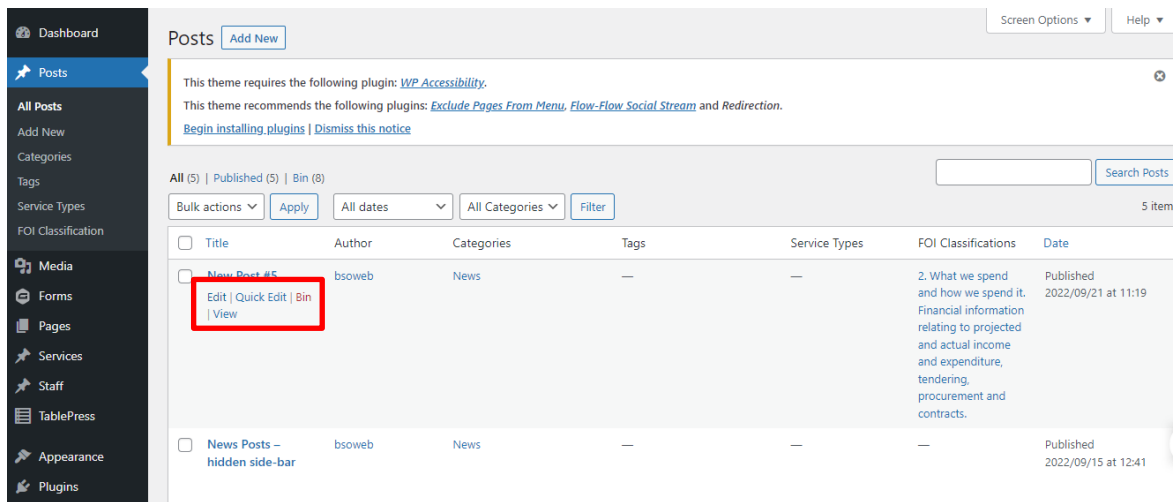 Dashboard
Posts
All Posts
Add New
Categories
Tags
Service Types
FOI Classification
Media
Forms
Pages
Services
Staff
TablePress
Appearance
Plugins
Screen Options ▼
Help ▼
Posts Add New
This theme requires the following plugin: WP Accessibility.
This theme recommends the following plugins: Exclude Pages From Menu, Flow-Flow Social Stream and Redirection.
Begin installing plugins | Dismiss this notice
All (5) | Published (5) | Bin (8)
Search Posts
Bulk actions Apply All dates All Categories Filter
5 item
Title Author Categories Tags Service Types FOI Classifications Date
New Post #5 bsoweb News — — 2. What we spend Published
Edit | Quick Edit | Bin and how we spend it. 2022/09/21 at 11:19
| View Financial information
relating to projected
and actual income
and expenditure,
tendering,
procurement and
contracts.
News Posts – bsoweb News — — — Published
hidden side-bar 2022/09/15 at 12:41